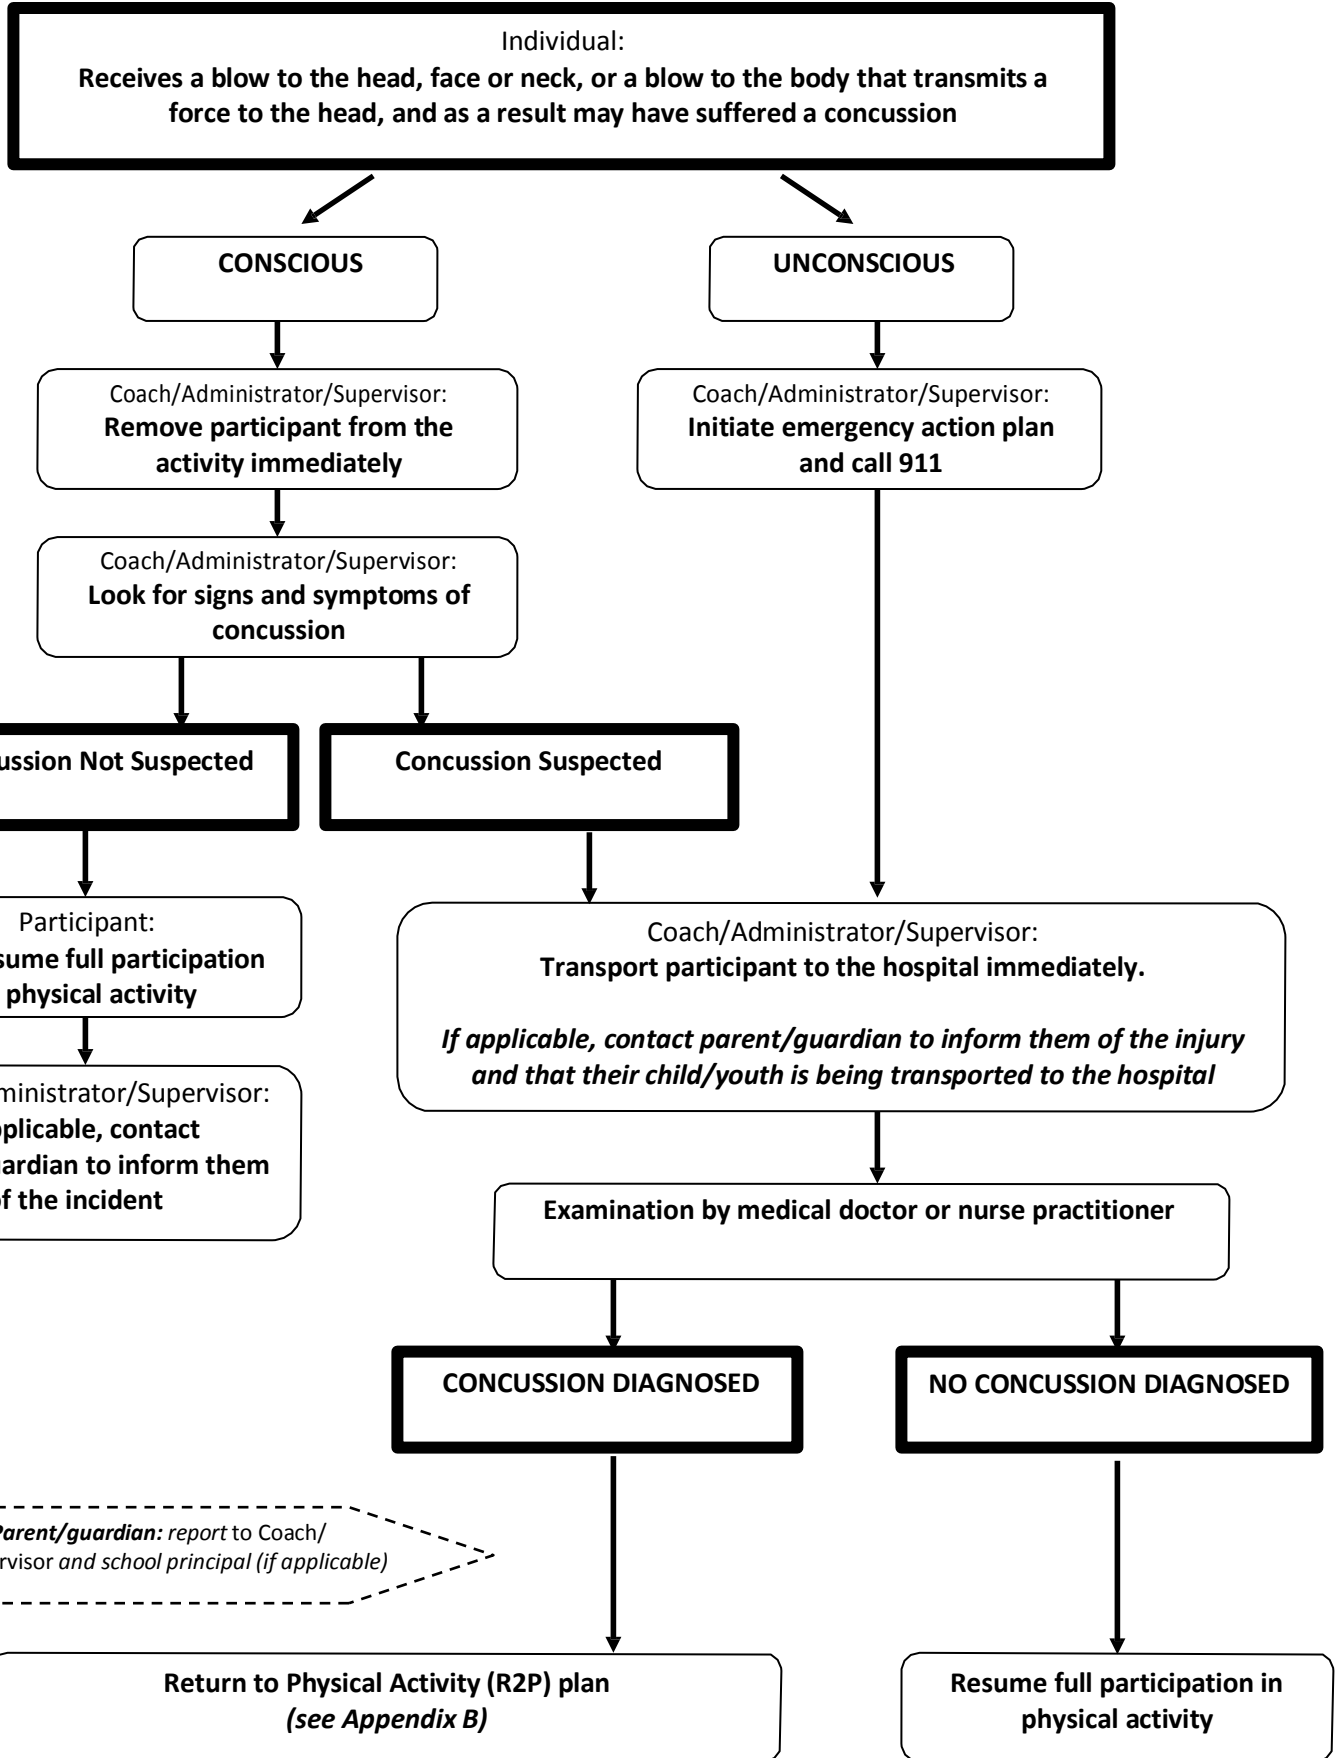 Individual:
Receives a blow to the head, face or neck, or a blow to the body that transmits a
force to the head, and as a result may have suffered a concussion
CONSCIOUS
UNCONSCIOUS
Coach/Administrator/Supervisor:
Remove participant from the
activity immediately
Coach/Administrator/Supervisor:
Initiate emergency action plan
and call 911
Coach/Administrator/Supervisor:
Look for signs and symptoms of
concussion
ussion Not Suspected
Concussion Suspected
Participant:
sume full participation
physical activity
Coach/Administrator/Supervisor:
Transport participant to the hospital immediately.
If applicable, contact parent/guardian to inform them of the injury
and that their child/youth is being transported to the hospital
ministrator/Supervisor:
plicable, contact
ardian to inform them
of the incident
Examination by medical doctor or nurse practitioner
CONCUSSION DIAGNOSED
NO CONCUSSION DIAGNOSED
Parent/guardian: report to Coach/
rvisor and school principal (if applicable)
Return to Physical Activity (R2P) plan
(see Appendix B)
Resume full participation in
physical activity